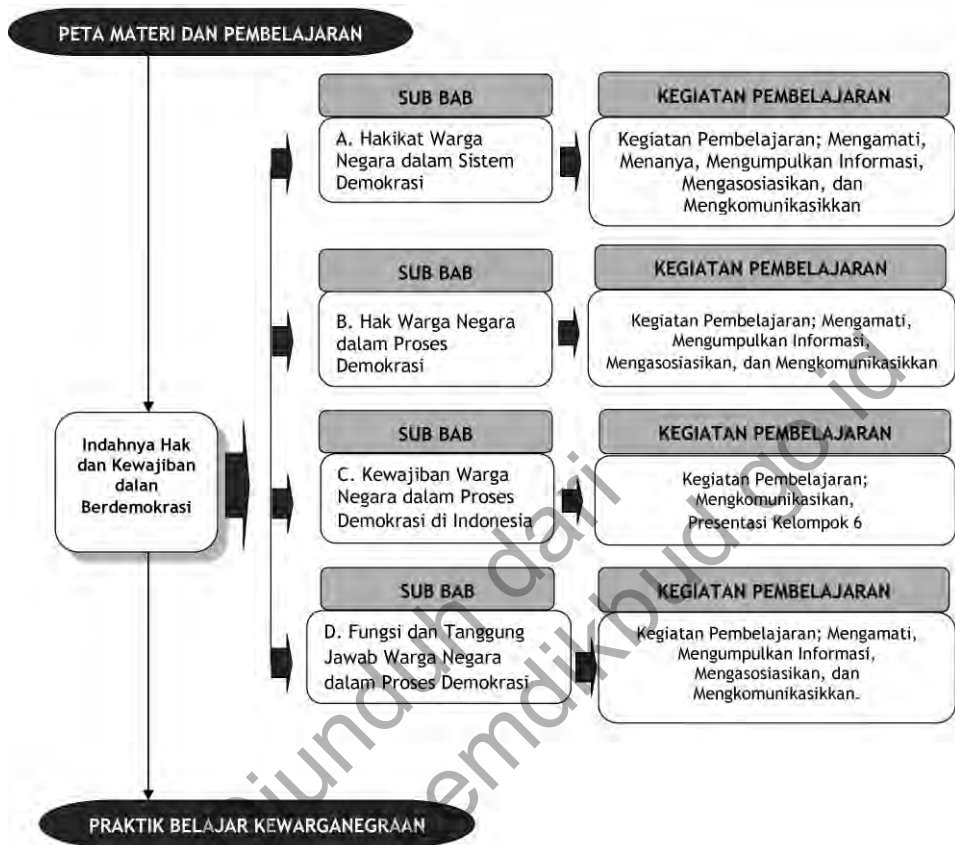 PETA MATERI DAN PEMBELAJARAN
SUB BAB
KEGIATAN PEMBELAJARAN
A. Hakikat Warga
Negara dalam Sistem
Demokrasi
Kegiatan Pembelajaran; Mengamati,
Menanya, Mengumpulkan Informasi,
Mengasosiasikan, dan
Mengkomunikasikkan
SUB BAB
KEGIATAN PEMBELAJARAN
B. Hak Warga Negara
dalam Proses
Demokrasi
Kegiatan Pembelajaran; Mengamati,
Mengumpulkan Informasi,
Mengasosiasikan, dan Mengkomunikasikkan
Indahnya Hak
dan Kewajiban
dalan
Berdemokrasi
SUB BAB
KEGIATAN PEMBELAJARAN
C. Kewajiban Warga
Negara dalam Proses
Demokrasi di Indonesia
Kegiatan Pembelajaran;
Mengkomunikasikan,
Presentasi Kelompok 6
SUB BAB
KEGIATAN PEMBELAJARAN
D. Fungsi dan Tanggung
Jawab Warga Negara
dalam Proses Demokrasi
Kegiatan Pembelajaran; Mengamati,
Mengumpulkan Informasi,
Mengasosiasikan, dan
Mengkomunikasikkan.
PRAKTIK BELAJAR KEWARGANEGRAAN